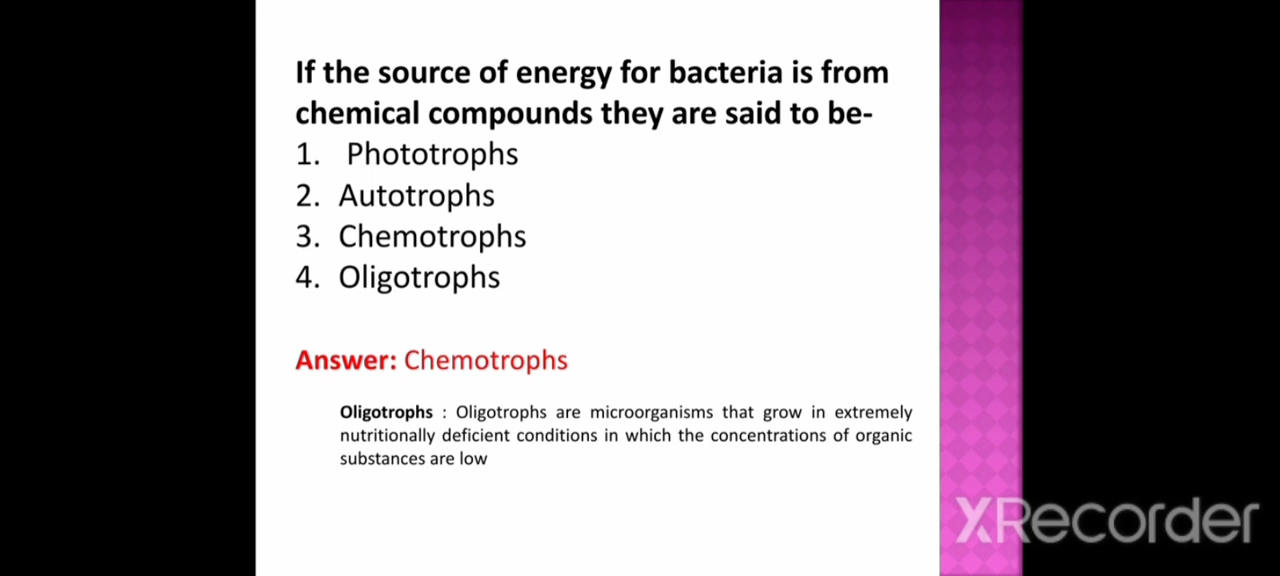 If the source of energy for bacteria is from
chemical compounds they are said to be-
1. Phototrophs
2. Autotrophs
3. Chemotrophs
4. Oligotrophs
Answer: Chemotrophs
Oligotrophs : Oligotrophs are microorganisms that grow in extremely
nutritionally deficient conditions in which the concentrations of organic
substances are low
XRecorder